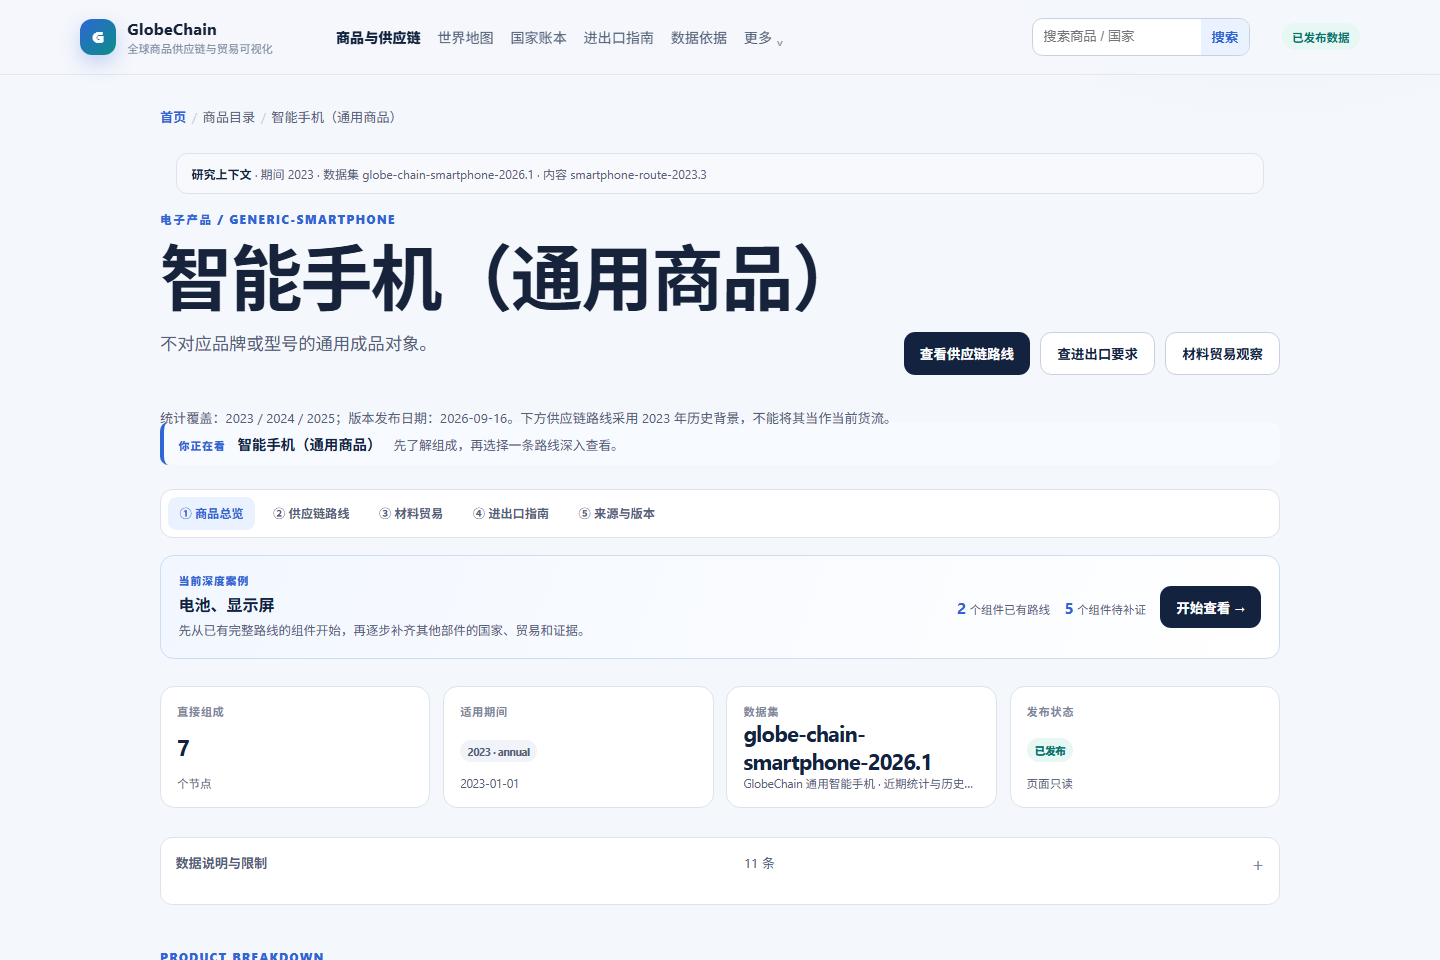 G
GlobeChain
全球商品供应链与贸易可视化
商品与供应链 世界地图 国家账本 进出口指南 数据依据 更多
搜索商品 / 国家 搜索
已发布数据
首页 / 商品目录 / 智能手机（通用商品）
研究上下文 · 期间 2023 · 数据集 globe-chain-smartphone-2026.1 · 内容 smartphone-route-2023.3
电子产品 / GENERIC-SMARTPHONE
智能手机（通用商品）
不对应品牌或型号的通用成品对象。
查看供应链路线 查进出口要求 材料贸易观察
统计覆盖：2023 / 2024 / 2025；版本发布日期：2026-09-16。下方供应链路线采用 2023 年历史背景，不能将其当作当前货流。
你正在看 智能手机（通用商品） 先了解组成，再选择一条路线深入查看。
① 商品总览 ② 供应链路线 ③ 材料贸易 ④ 进出口指南 ⑤ 来源与版本
当前深度案例
电池、显示屏
先从已有完整路线的组件开始，再逐步补齐其他部件的国家、贸易和证据。
2 个组件已有路线 5 个组件待补证 开始查看 →
直接组成
7
个节点
适用期间
2023 · annual
2023-01-01
数据集
globe-chain-
smartphone-2026.1
GlobeChain 通用智能手机 · 近期统计与历史...
发布状态
已发布
页面只读
数据说明与限制 11 条 +
PRODUCT BREAKDOWN